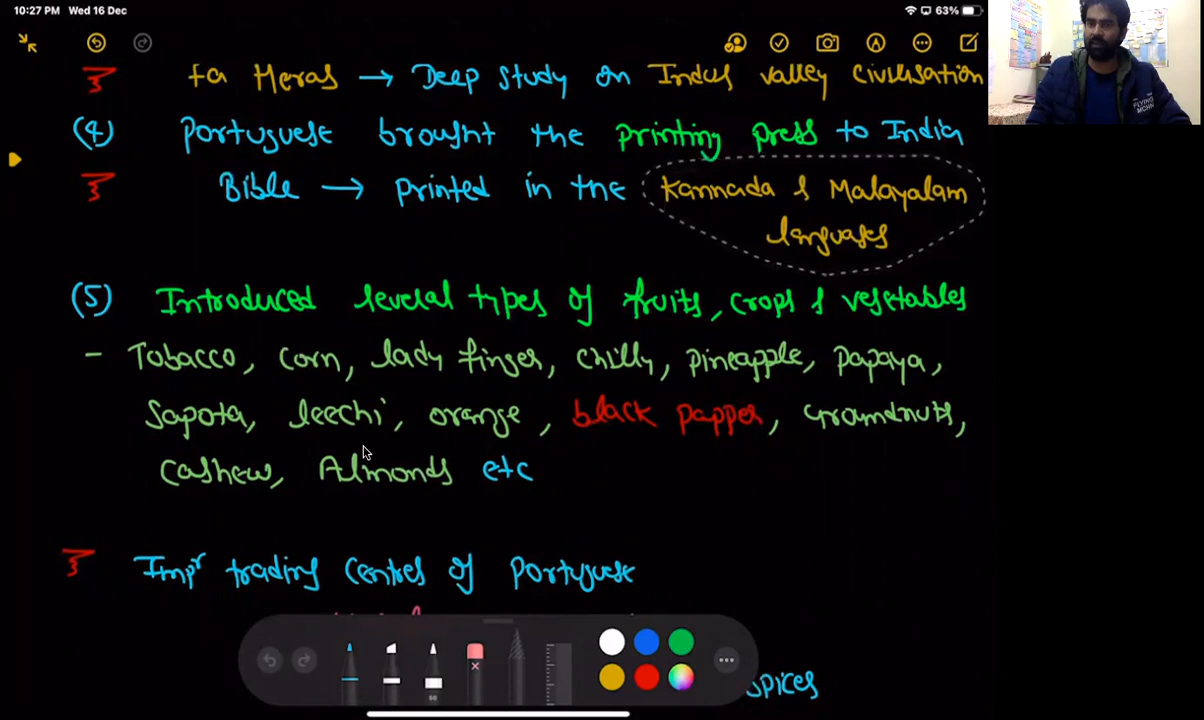 10:27 PM Wed 16 Dec
63%
fa Heras → Deep study on Indus valley Civilisation
(4) Portuguese brought the printing press to India
Bible → printed in the Kannada & Malayalam
languages
(5) Introduced several types of fruits, crops & vegetables
- Tobacco, corn, lady finger, chilly, pineapple, papaya,
Sapota, leechi, orange, black papper, Groundnuts,
Cashew, Almonds etc
Impr trading centres of Portuguese
spices
FLYING
MACHINE